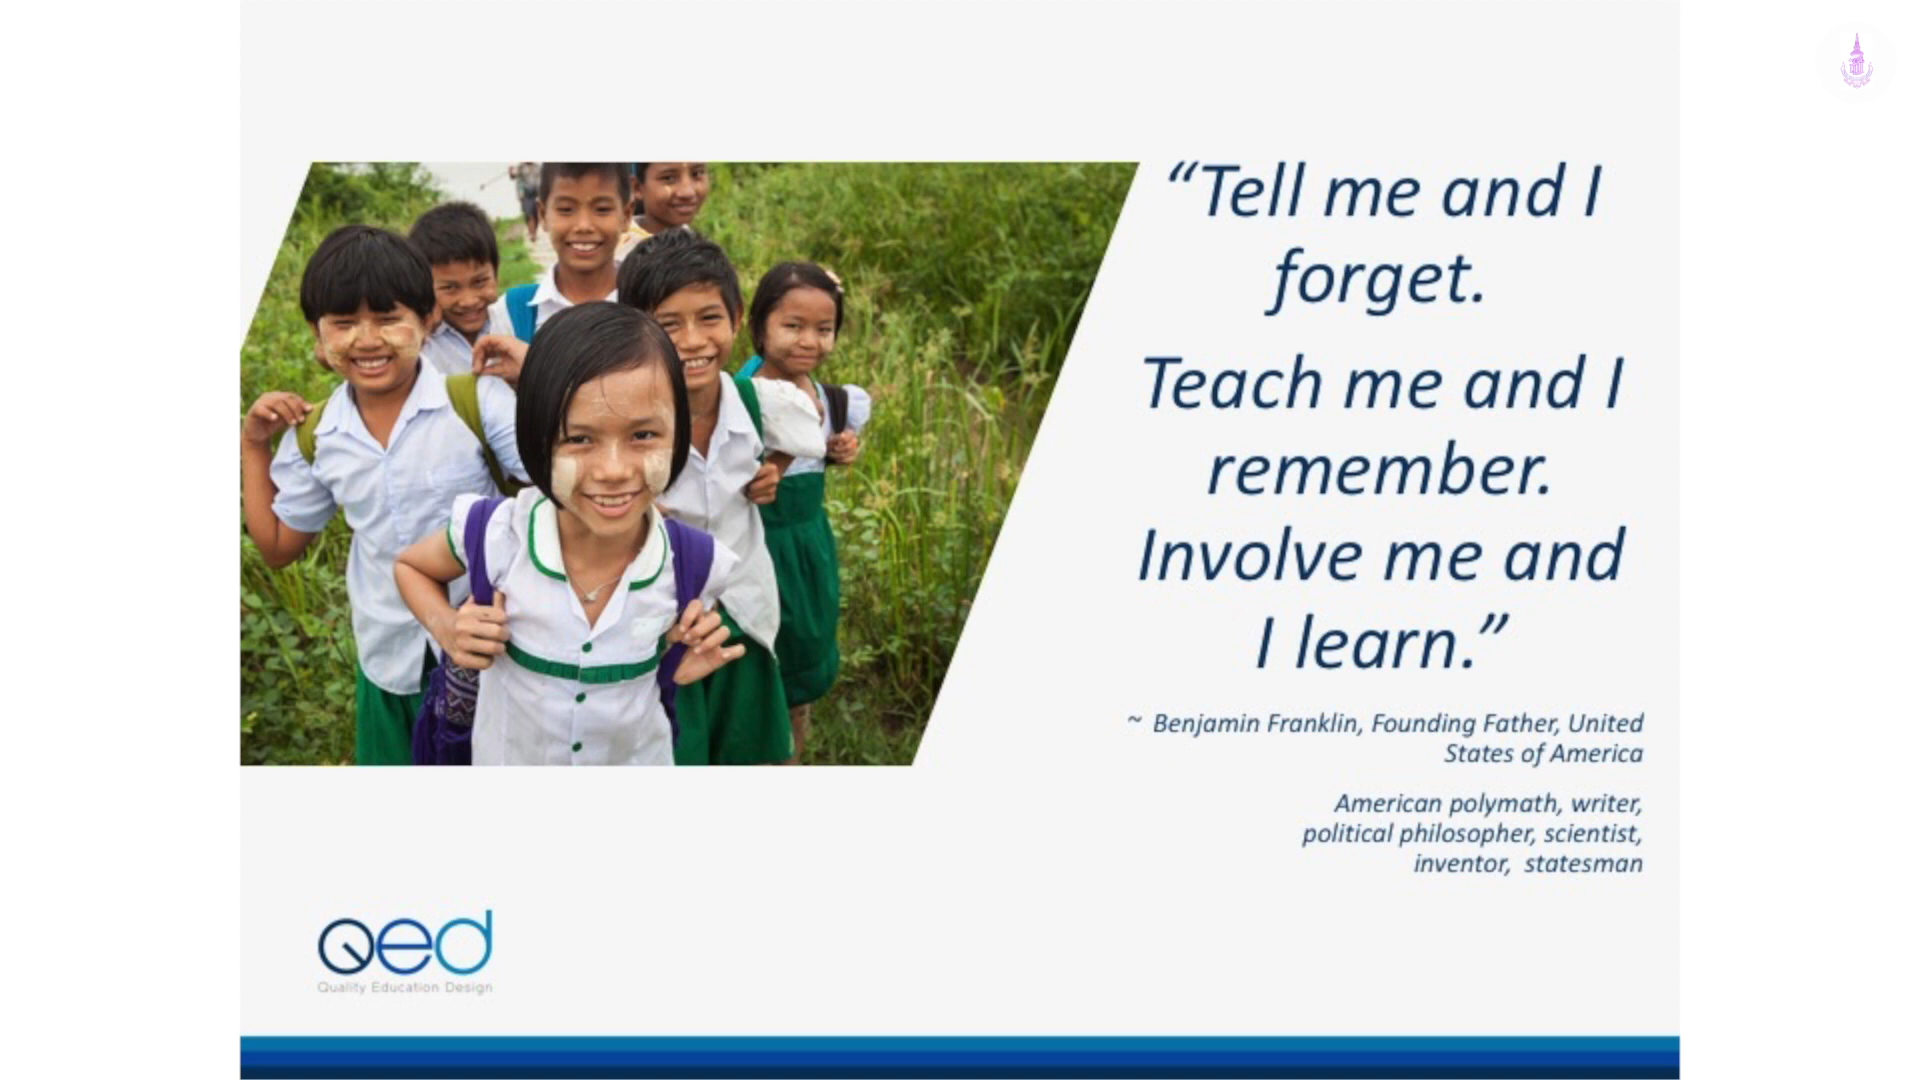 “Tell me and I
forget.
Teach me and I
remember.
Involve me and
I learn.”
~ Benjamin Franklin, Founding Father, United
States of America
American polymath, writer,
political philosopher, scientist,
inventor, statesman
qed
Quality Education Design